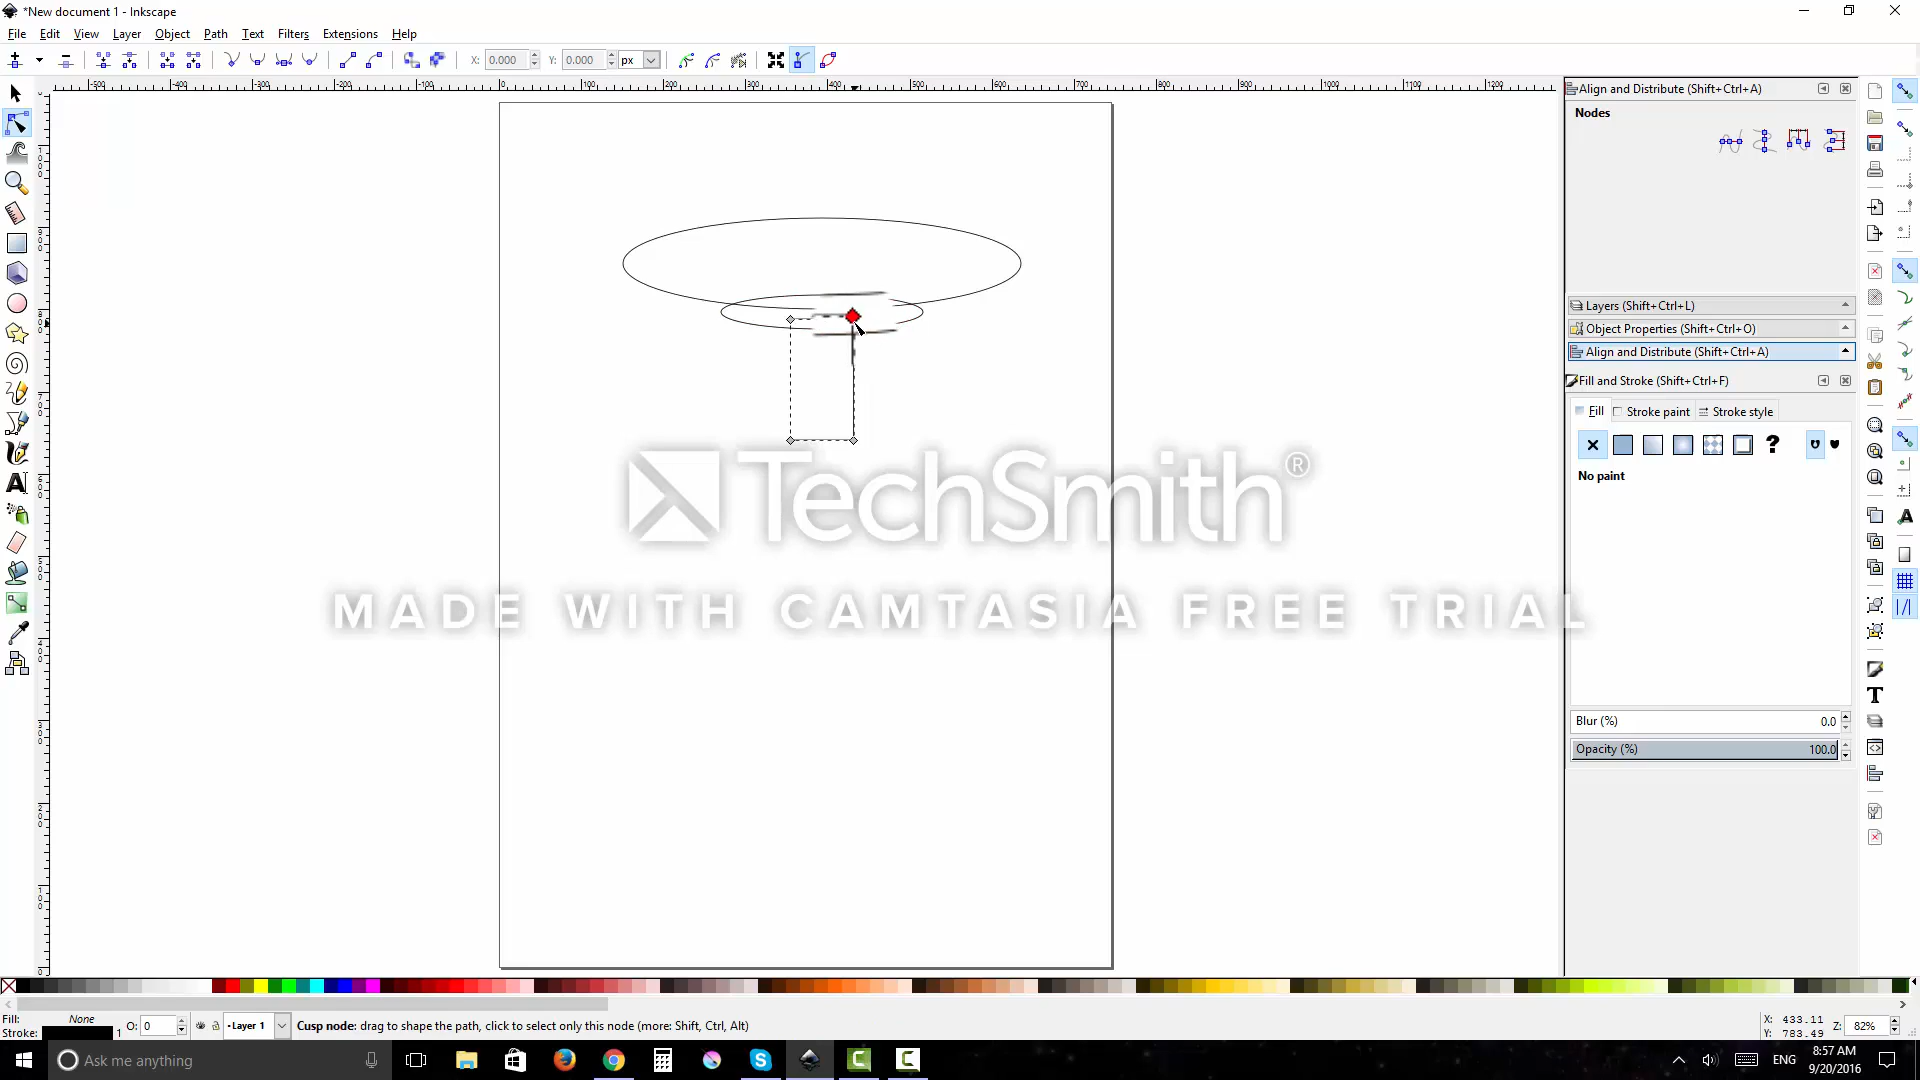 *New document 1 - Inkscape
File Edit View Layer Object Path Text Filters Extensions Help
X: 0.000 Y: 0.000 px
Align and Distribute (Shift+Ctrl+A)
Nodes
Layers (Shift+Ctrl+L)
Object Properties (Shift+Ctrl+O)
Align and Distribute (Shift+Ctrl+A)
Fill and Stroke (Shift+Ctrl+F)
Fill Stroke paint Stroke style
?
No paint
TechSmith®
MADE WITH CAMTASIA FREE TRIAL
Blur (%) 0.0
Opacity (%) 100.0
Fill: None
Stroke: 1 O: 0 Layer 1 Cusp node: drag to shape the path, click to select only this node (more: Shift, Ctrl, Alt)
X: 433.11
Y: 783.49 Z: 82%
Ask me anything
ENG
8:57 AM
9/20/2016